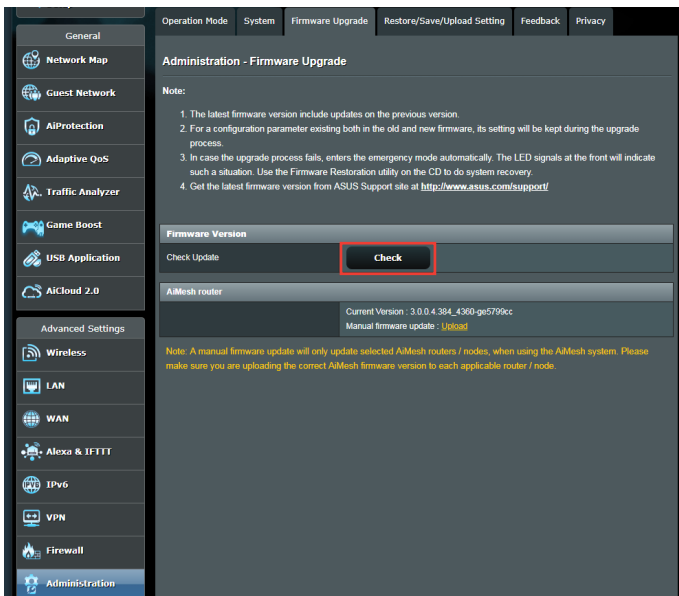 Operation Mode System Firmware Upgrade Restore/Save/Upload Setting Feedback Privacy
General
Network Map
Guest Network
AiProtection
Adaptive QoS
Traffic Analyzer
Game Boost
USB Application
AiCloud 2.0
Advanced Settings
Wireless
LAN
WAN
Alexa & IFTTT
IPv6
VPN
Firewall
Administration
Administration - Firmware Upgrade
Note:
1. The latest firmware version include updates on the previous version.
2. For a configuration parameter existing both in the old and new firmware, its setting will be kept during the upgrade
process.
3. In case the upgrade process fails, enters the emergency mode automatically. The LED signals at the front will indicate
such a situation. Use the Firmware Restoration utility on the CD to do system recovery.
4. Get the latest firmware version from ASUS Support site at http://www.asus.com/support/
Firmware Version
Check Update Check
AiMesh router
Current Version : 3.0.0.4.384_4360-ge5799cc
Manual firmware update : Upload
Note: A manual firmware update will only update selected AiMesh routers / nodes, when using the AiMesh system. Please
make sure you are uploading the correct AiMesh firmware version to each applicable router / node.